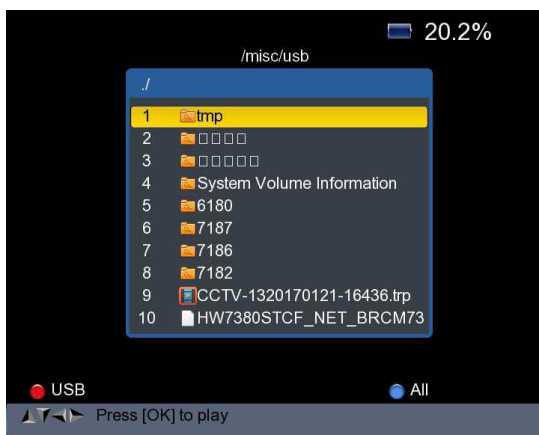 20.2%
/misc/usb
./
1 tmp
2 □□□□
3 □□□□□
4 System Volume Information
5 6180
6 7187
7 7186
8 7182
9 CCTV-1320170121-16436.trp
10 HW7380STCF_NET_BRCM73
USB All
Press [OK] to play